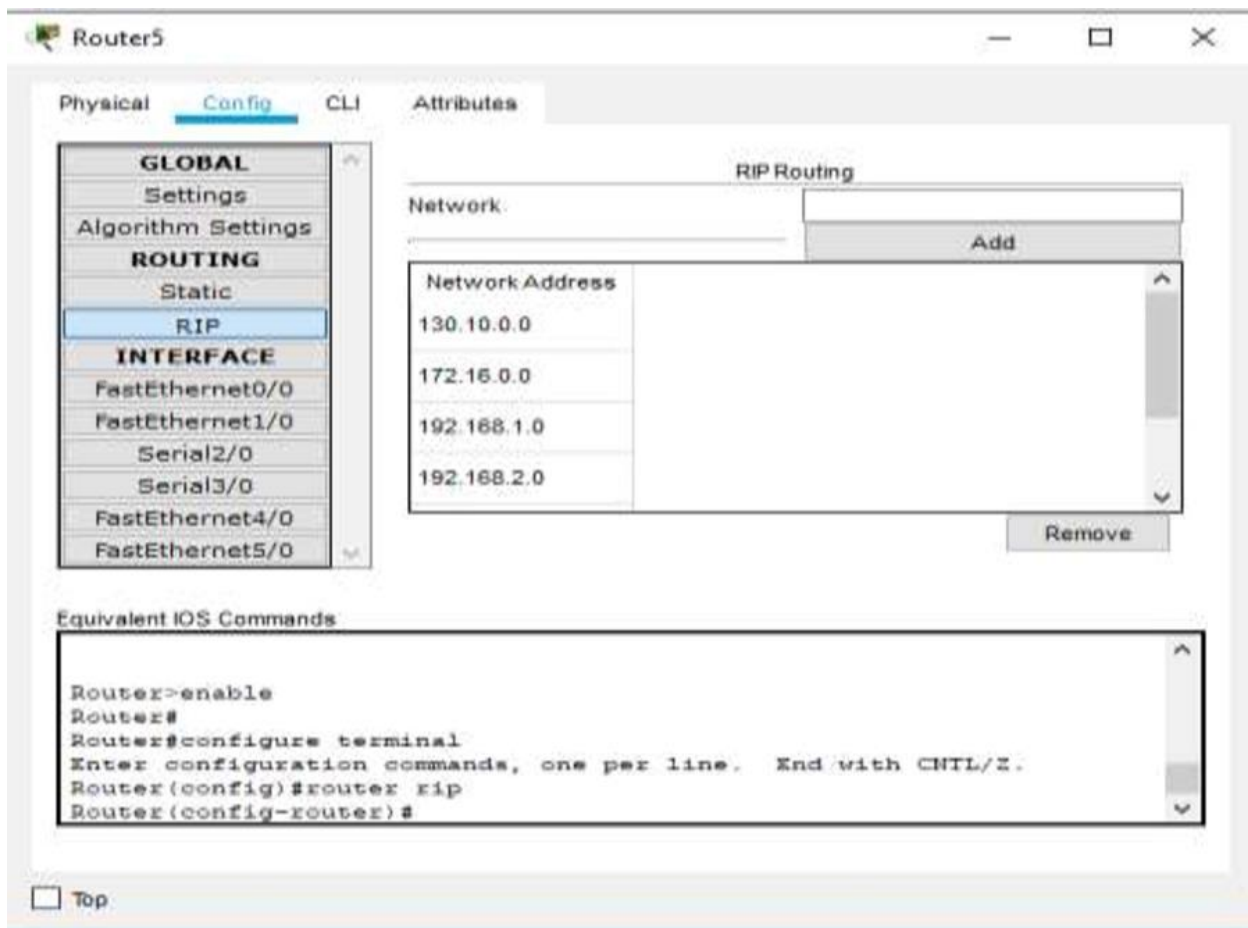 Router5
Physical Config CLI Attributes
GLOBAL
Settings
Algorithm Settings
ROUTING
Static
RIP
INTERFACE
FastEthernet0/0
FastEthernet1/0
Serial2/0
Serial3/0
FastEthernet4/0
FastEthernet5/0
RIP Routing
Network
Add
Network Address
130.10.0.0
172.16.0.0
192.168.1.0
192.168.2.0
Remove
Equivalent IOS Commands
Router>enable
Router#
Router#configure terminal
Enter configuration commands, one per line. End with CNTL/Z.
Router(config)#router rip
Router(config-router)#
Top